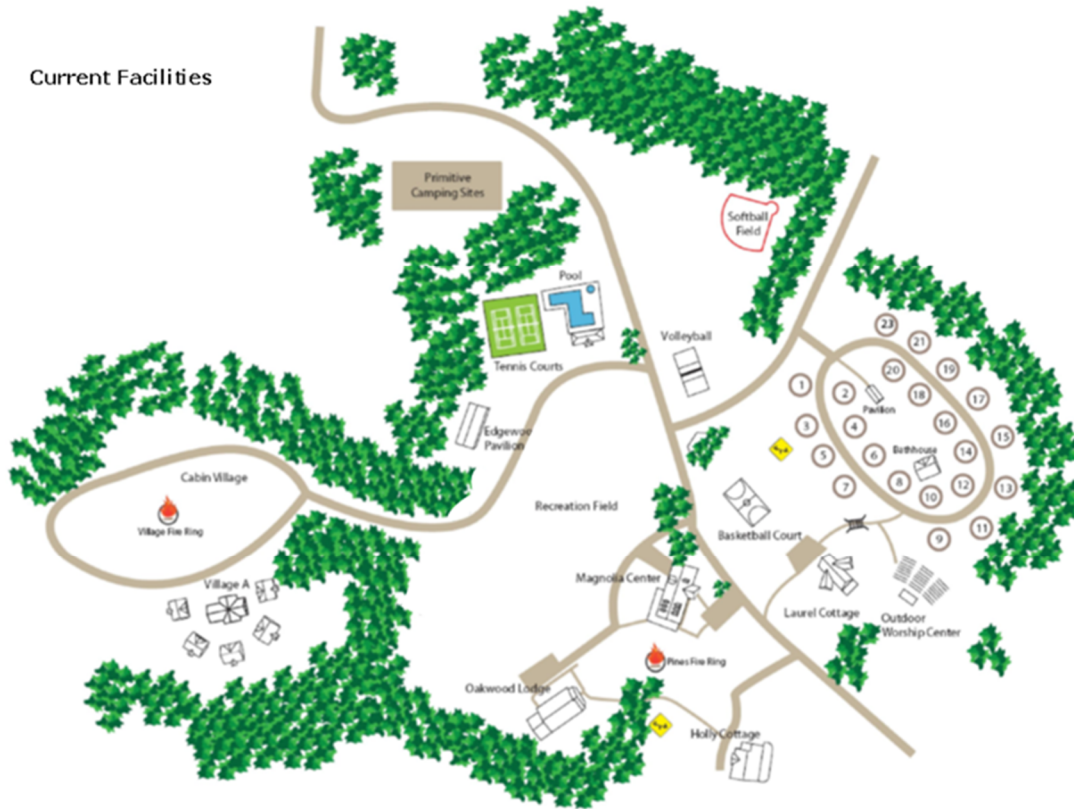 Current Facilities
Primitive
Camping Sites
Softball
Field
Pool
Tennis Courts
Volleyball
Edgewoo
Pavilion
23
21
20
19
1
2
18
17
Pavilion
3
4
16
15
5
6
Bathhouse
14
7
8
10
12
13
9
11
Cabin Village
Village Fire Ring
Recreation Field
Basketball Court
Magnolia Center
Village A
Laurel Cottage
Outdoor
Worship Center
Pines Fire Ring
Oakwood Lodge
Holly Cottage